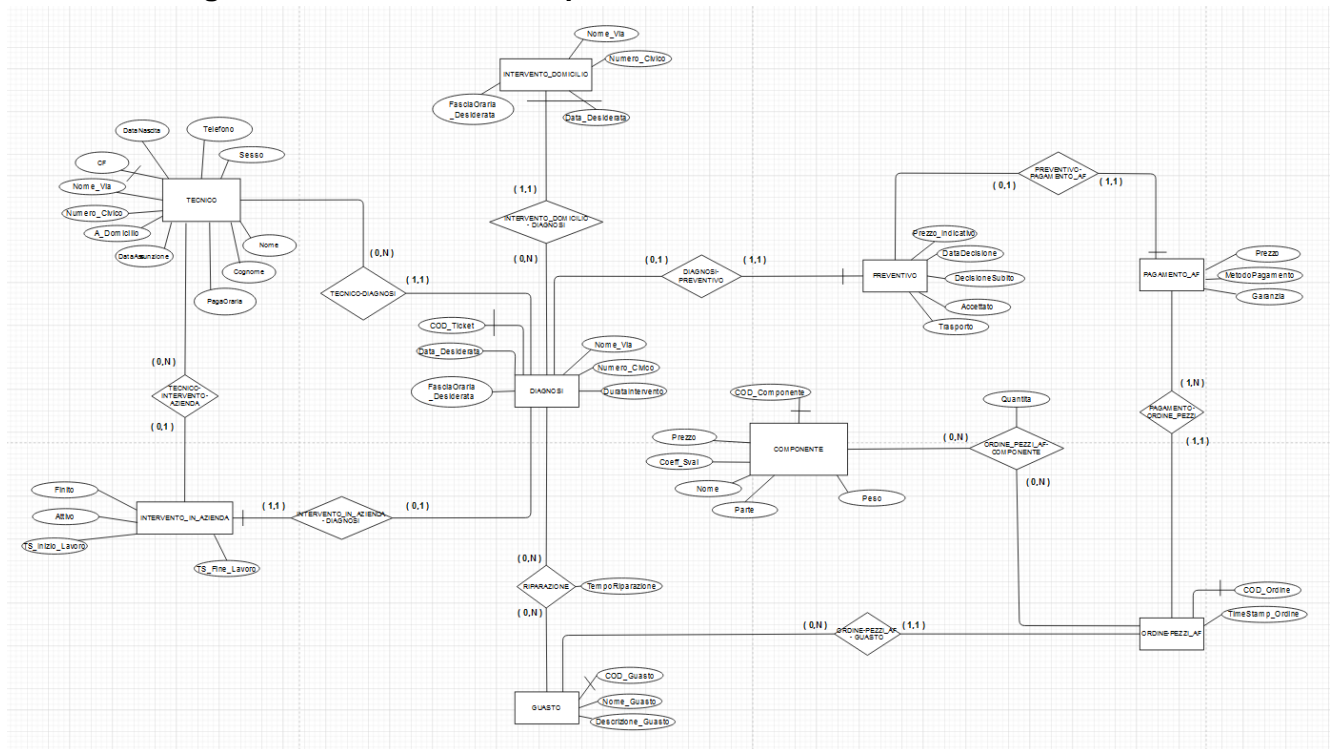 Nome_Via
Numero_Civico
INTERVENTO_DOMICILIO
FasciaOraria
_Desiderata
Data_Desiderata
DataNascita
Telefono
Sesso
CF
Nome_Via
TECNICO
Numero_Civico
A_Domicilio
DataAssunzione
Nome
Cognome
PagaOraria
( 1,1 )
INTERVENTO_DOMICILIO
- DIAGNOSI
( 0,N )
PREVENTIVO-
PAGAMENTO_AF
( 0,1 )
( 1,1 )
Prezzo_Indicativo
DataDecisione
PREVENTIVO
DecisioneSubito
Accettato
Trasporto
Prezzo
PAGAMENTO_AF
MetodoPagamento
Garanzia
( 0,N )
TECNICO-DIAGNOSI
( 1,1 )
( 0,1 )
DIAGNOSI-
PREVENTIVO
( 1,1 )
COD_Ticket
Data_Desiderata
FasciaOraria
_Desiderata
DIAGNOSI
Nome_Via
Numero_Civico
DurataIntervento
( 0,N )
TECNICO-
INTERVENTO-
AZIENDA
( 0,1 )
COD_Componente
Prezzo
Coeff_Sval
COMPONENTE
Nome
Parte
Peso
Quantita
( 0,N )
ORDINE_PEZZI_AF-
COMPONENTE
( 0,N )
( 1,N )
PAGAMENTO-
ORDINE_PEZZI
( 1,1 )
Finito
Attivo
INTERVENTO_IN_AZIENDA
TS_Inizio_Lavoro
TS_Fine_Lavoro
( 1,1 )
INTERVENTO_IN_AZIENDA
- DIAGNOSI
( 0,1 )
( 0,N )
RIPARAZIONE
TempoRiparazione
( 0,N )
( 0,N )
ORDINE-PEZZI_AF
- GUASTO
( 1,1 )
COD_Ordine
TimeStamp_Ordine
ORDINE-PEZZI_AF
COD_Guasto
GUASTO
Nome_Guasto
Descrizione_Guasto